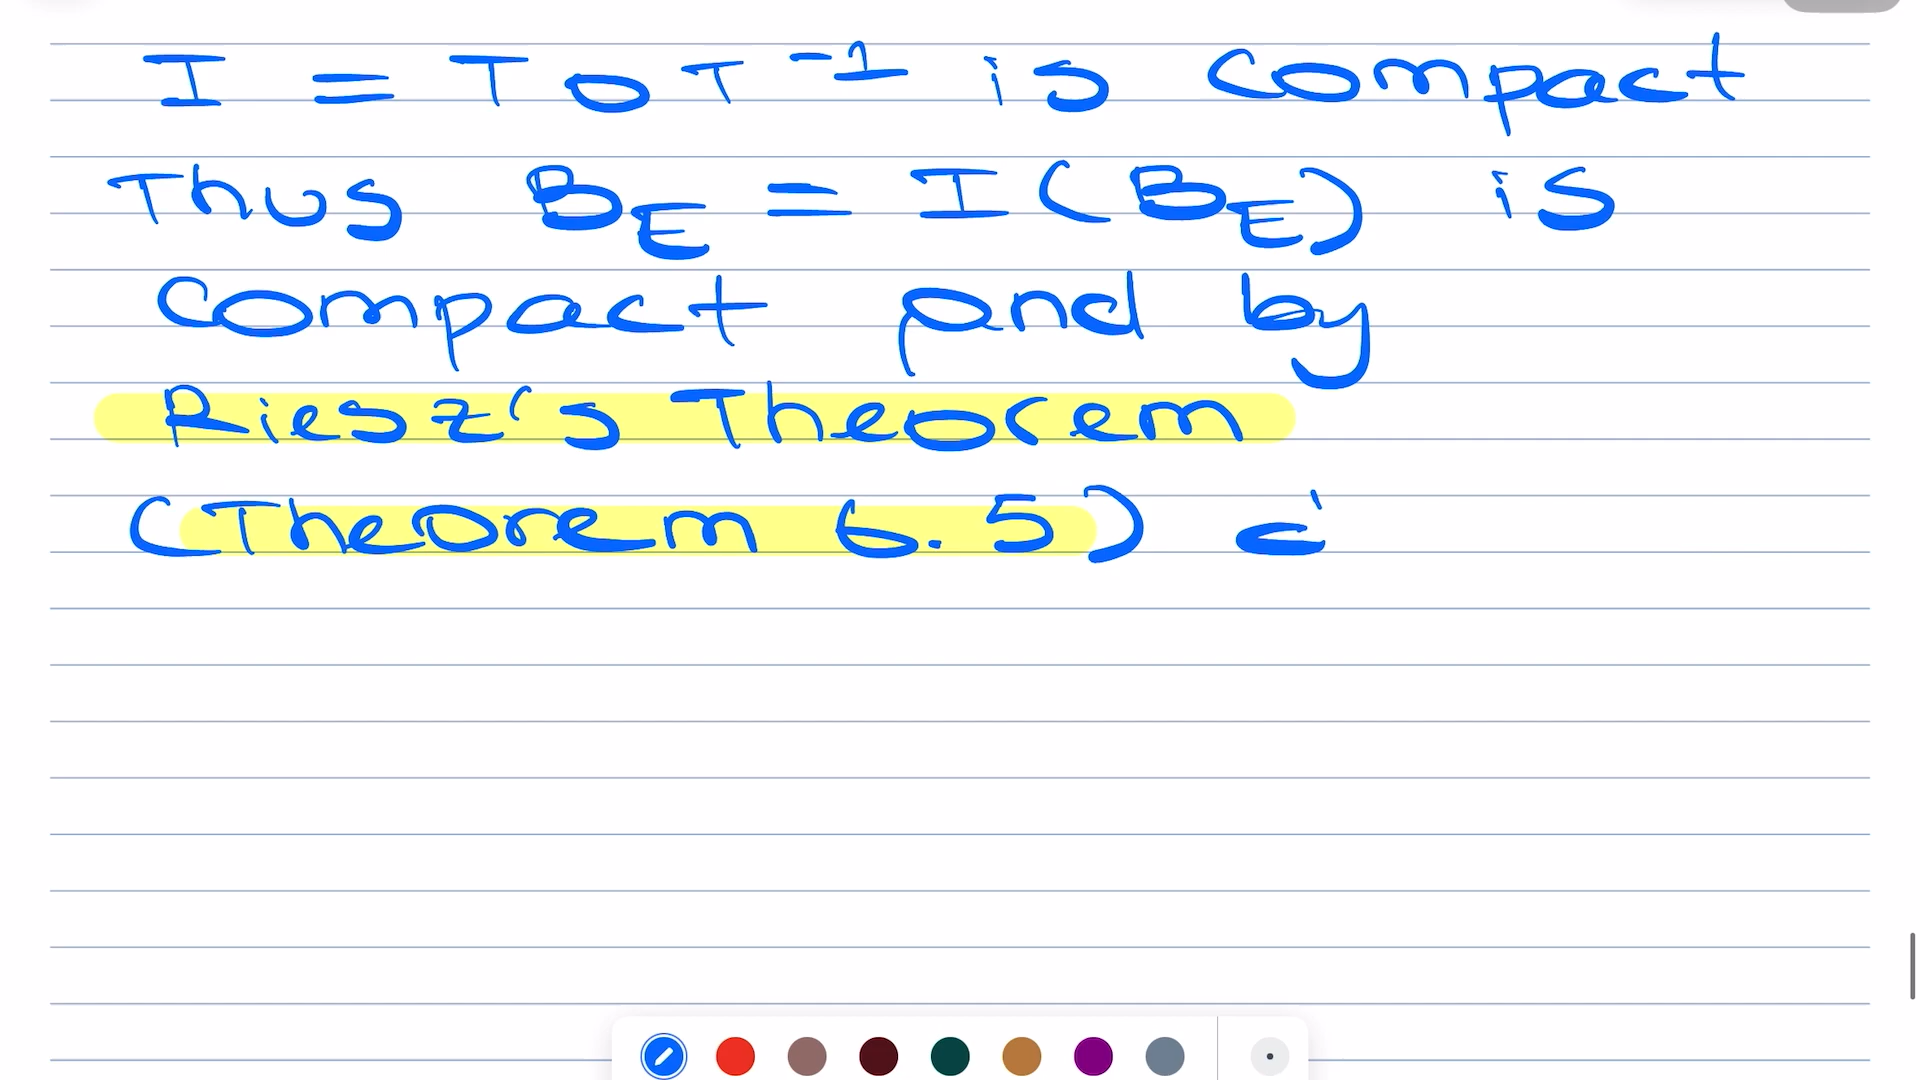 I = T o T⁻¹ is compact
Thus B_E = I(B_E) is
compact and by
Riesz's Theorem
(Theorem 6.5)